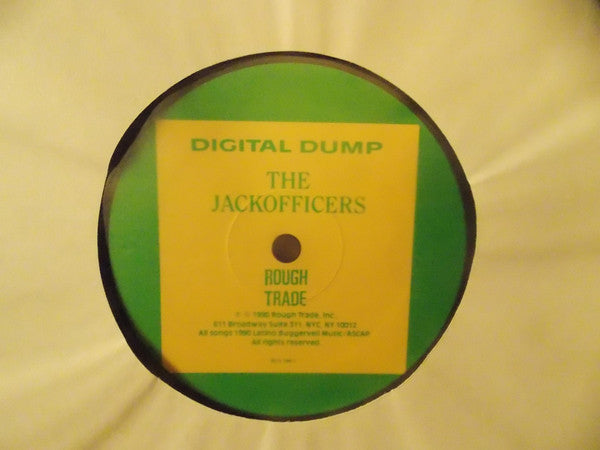 DIGITAL DUMP
THE
JACKOFFICERS
ROUGH
TRADE
℗ © 1990 Rough Trade, Inc.
611 Broadway Suite 311, NYC, NY 10012
All songs 1990 Latino Buggerveil Music/ASCAP
All rights reserved.